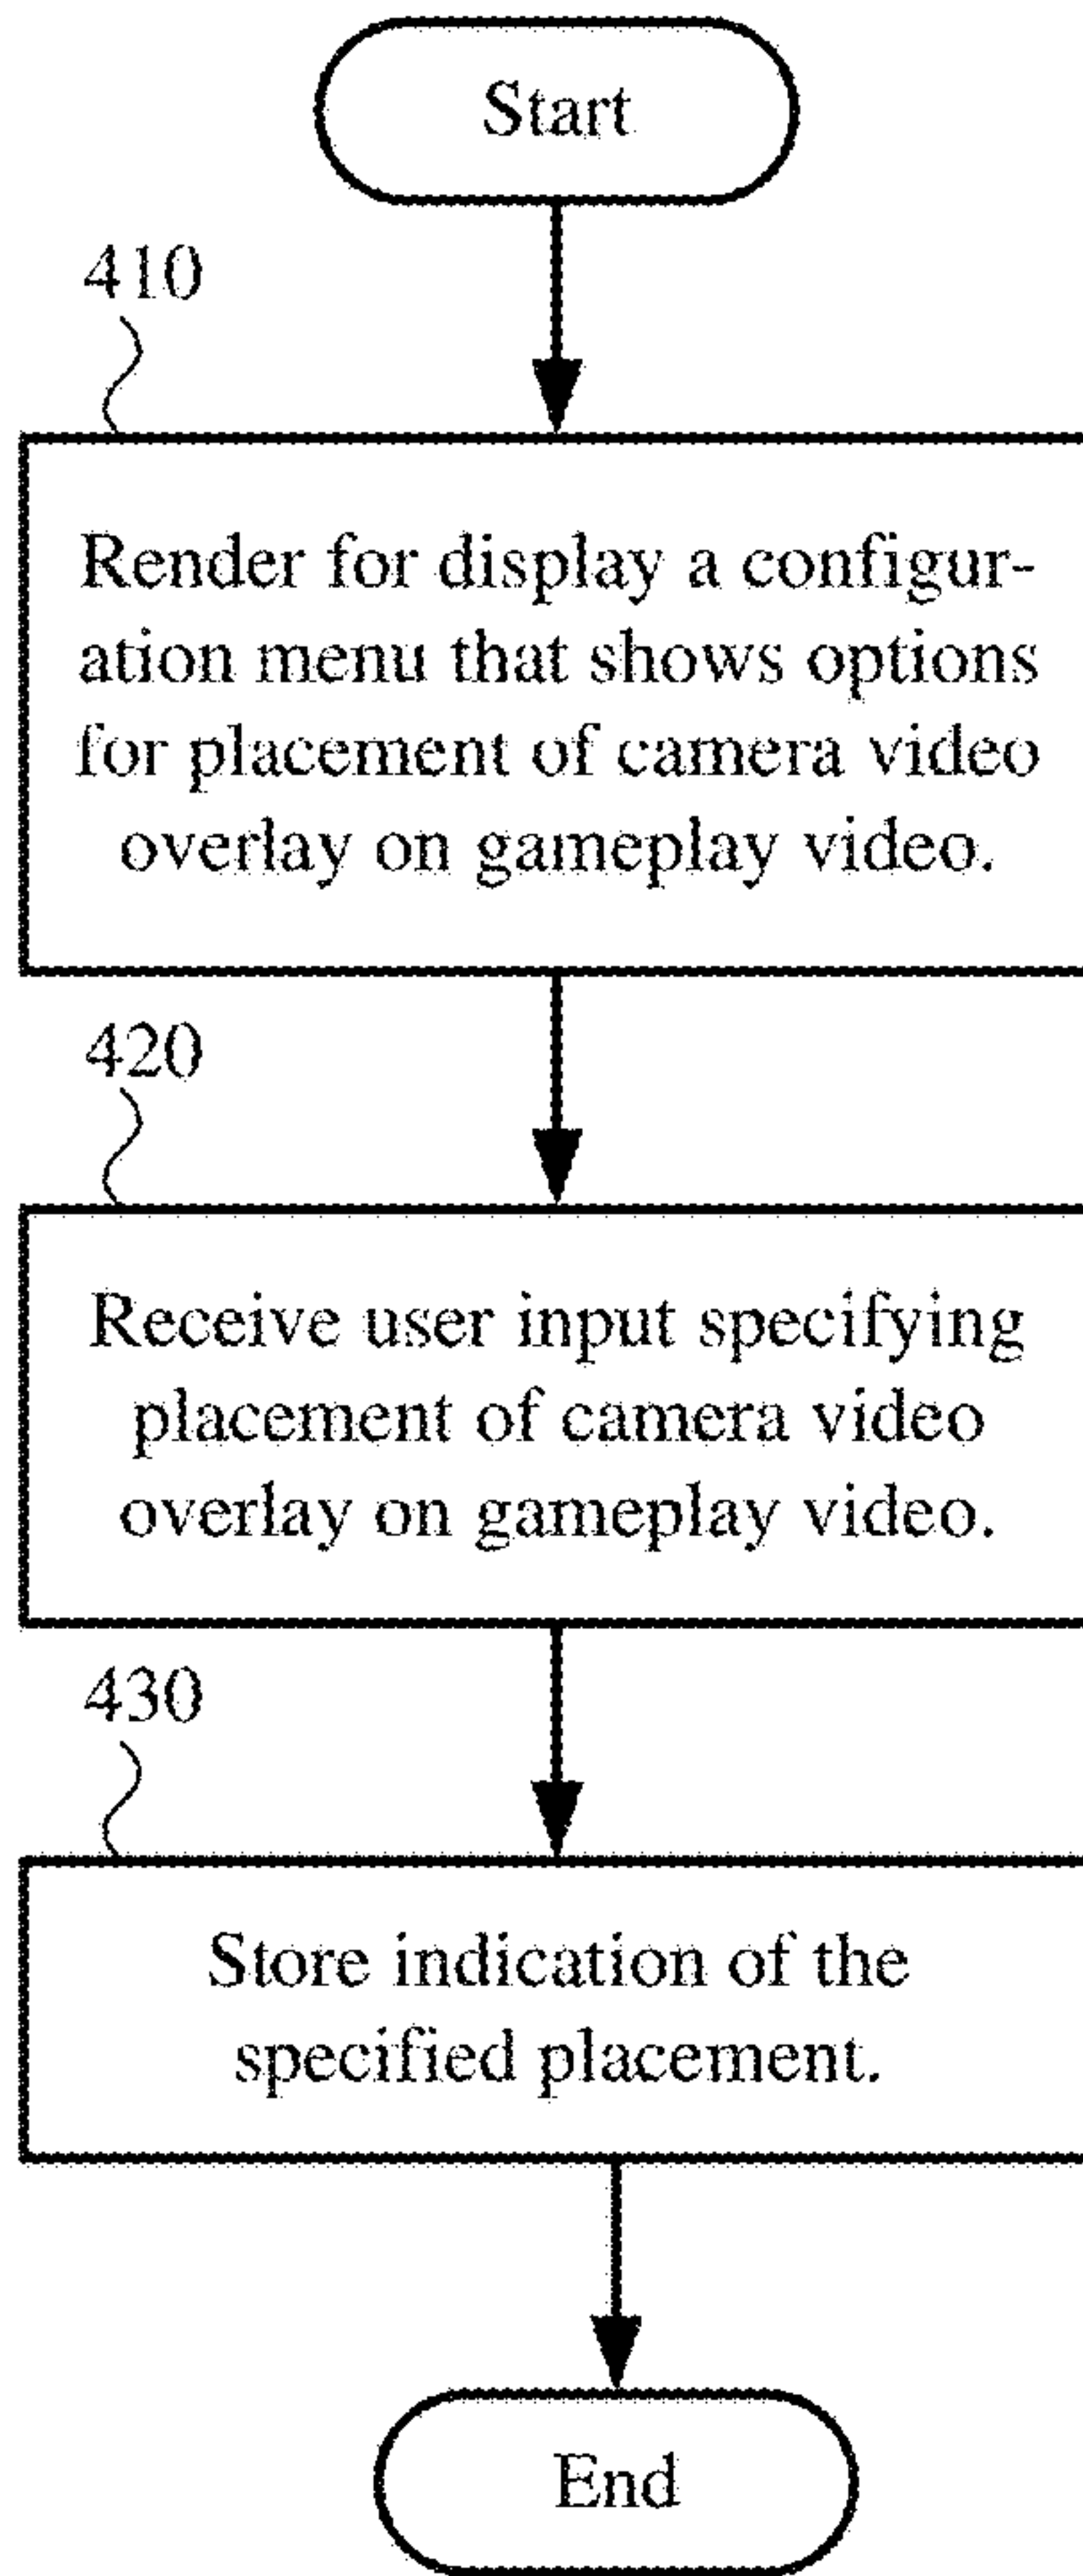 Start
410
Render for display a configur-
ation menu that shows options
for placement of camera video
overlay on gameplay video.
420
Receive user input specifying
placement of camera video
overlay on gameplay video.
430
Store indication of the
specified placement.
End